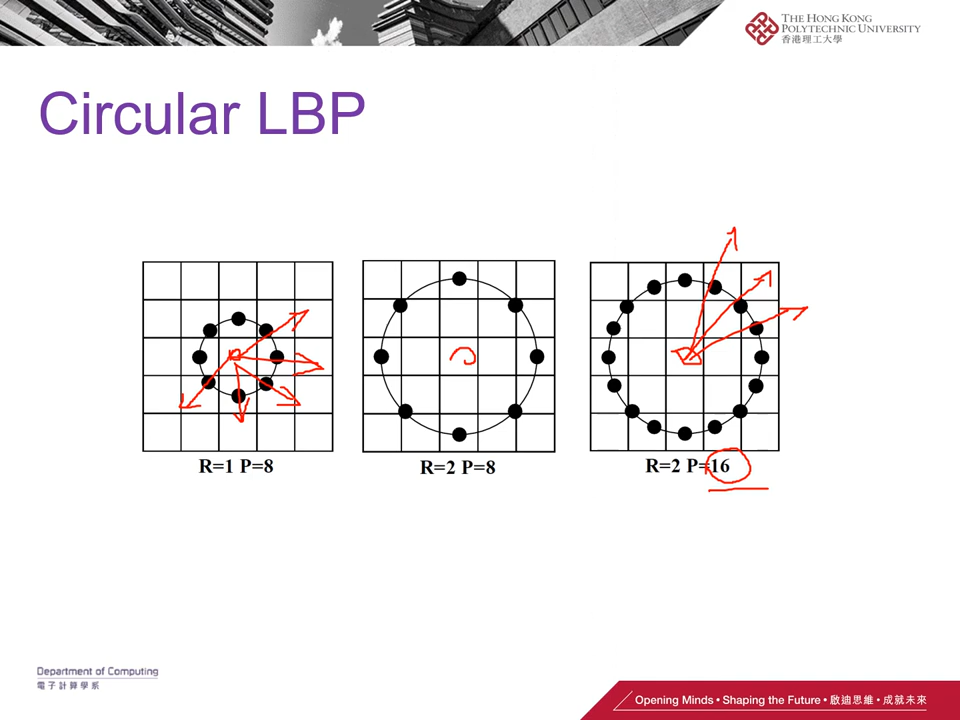 THE HONG KONG
POLYTECHNIC UNIVERSITY
香港理工大學
Circular LBP
R=1 P=8
R=2 P=8
R=2 P=16
Department of Computing
電子計算學系
Opening Minds • Shaping the Future • 啟迪思維 • 成就未來